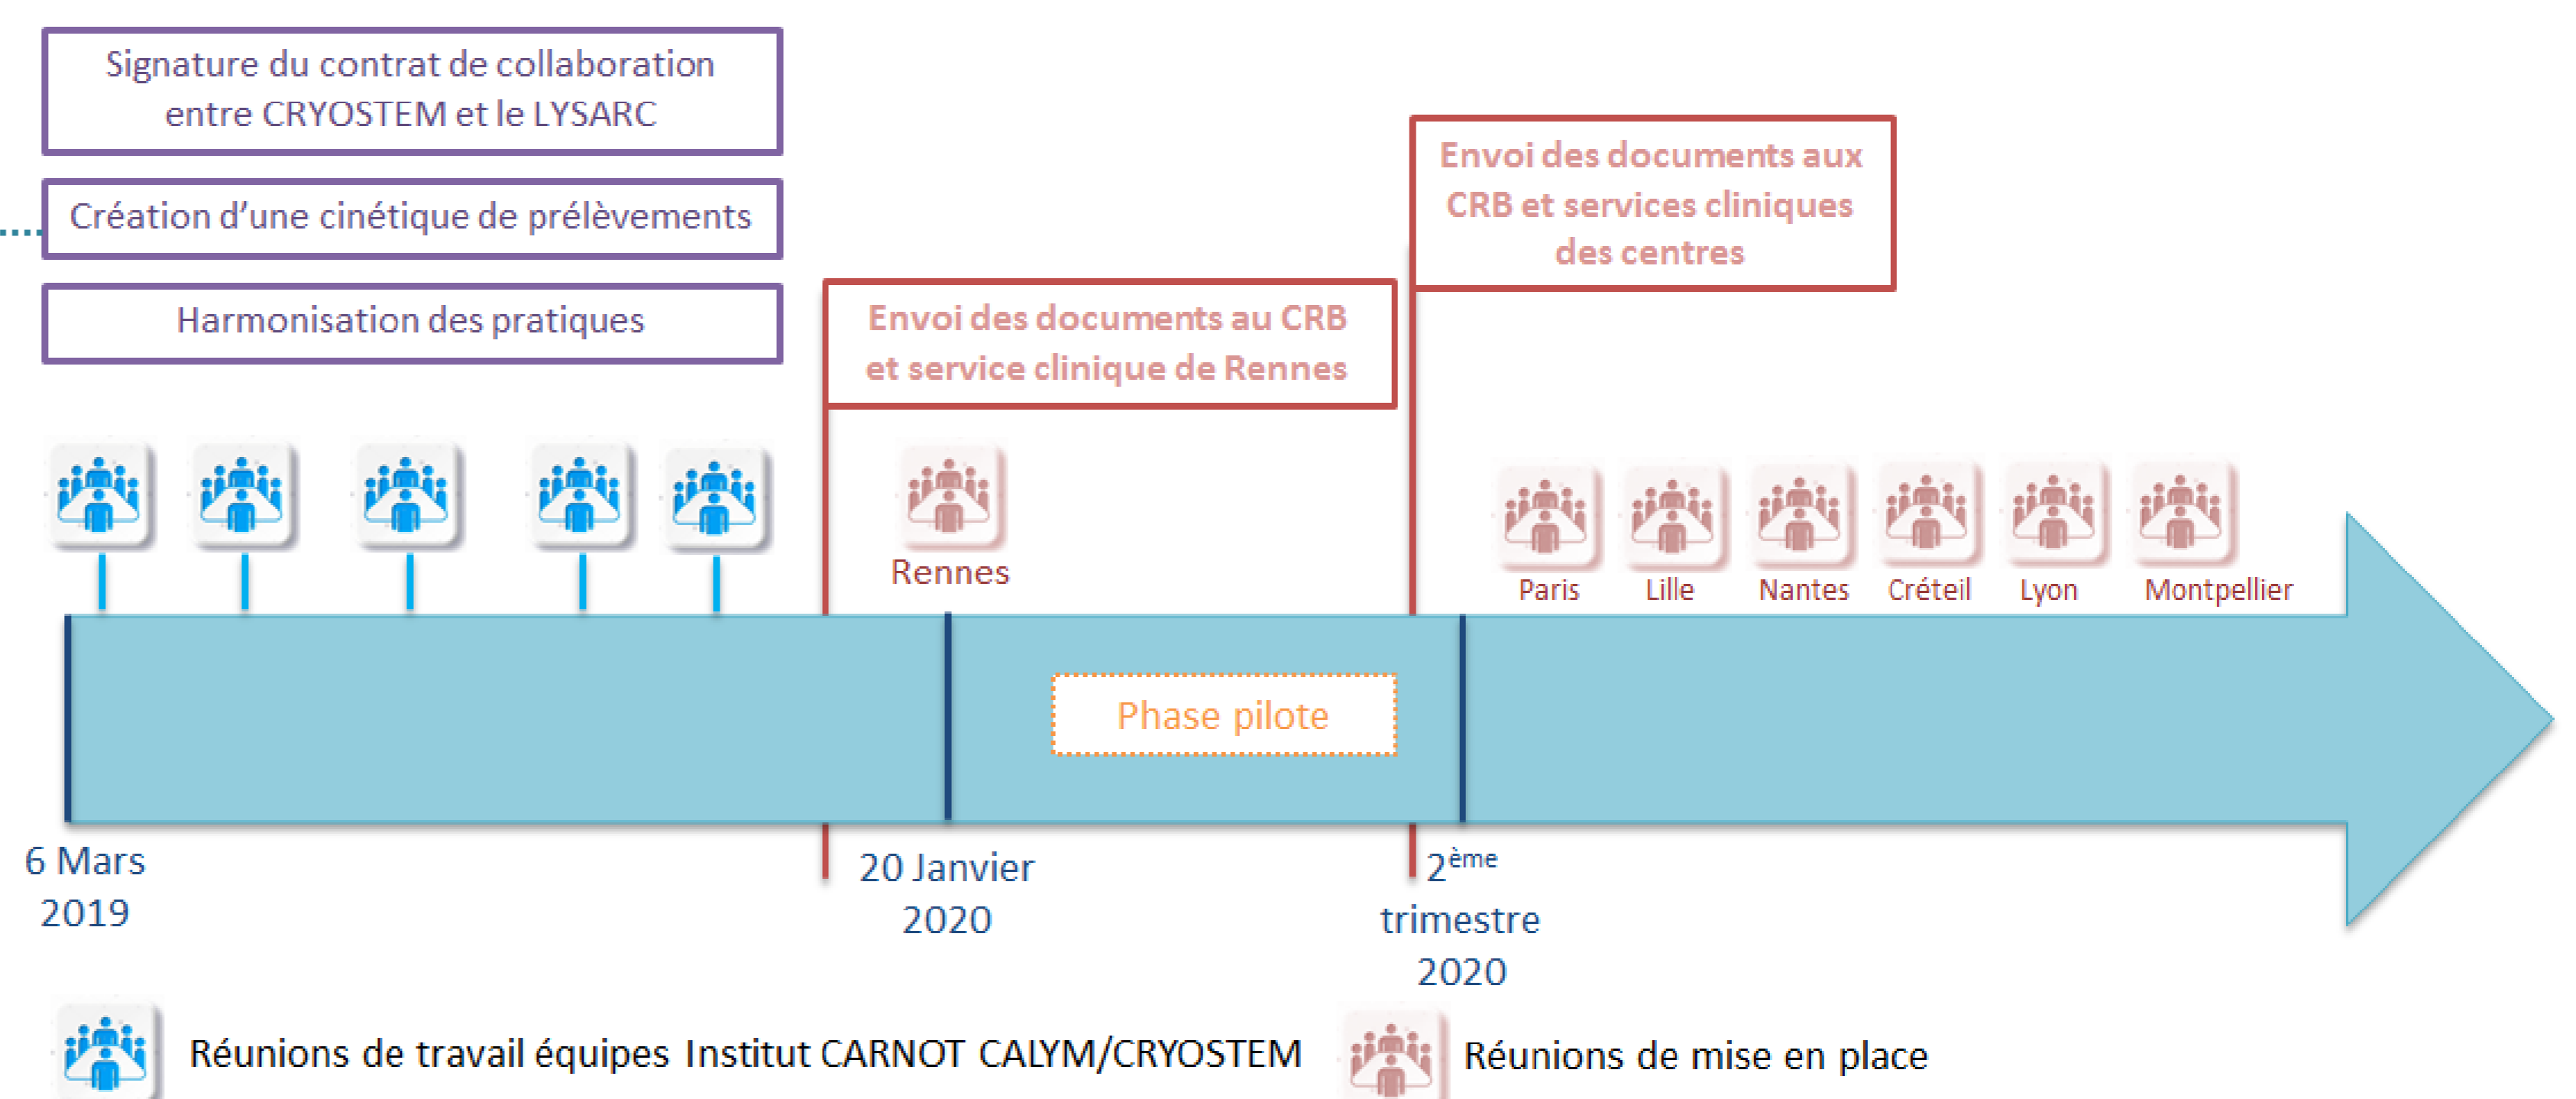 Signature du contrat de collaboration
entre CRYOSTEM et le LYSARC
Création d'une cinétique de prélèvements
Harmonisation des pratiques
Envoi des documents au CRB
et service clinique de Rennes
Envoi des documents aux
CRB et services cliniques
des centres
Rennes
Paris
Lille
Nantes
Créteil
Lyon
Montpellier
Phase pilote
6 Mars
2019
20 Janvier
2020
2ème
trimestre
2020
Réunions de travail équipes Institut CARNOT CALYM/CRYOSTEM
Réunions de mise en place